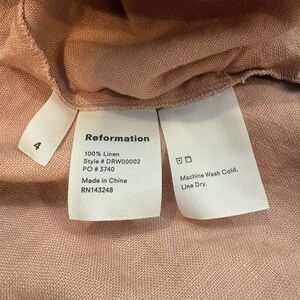 4
Reformation
100% Linen
Style # DRW00002
PO # 3740
Made in China
RN143248
Machine Wash Cold,
Line Dry.